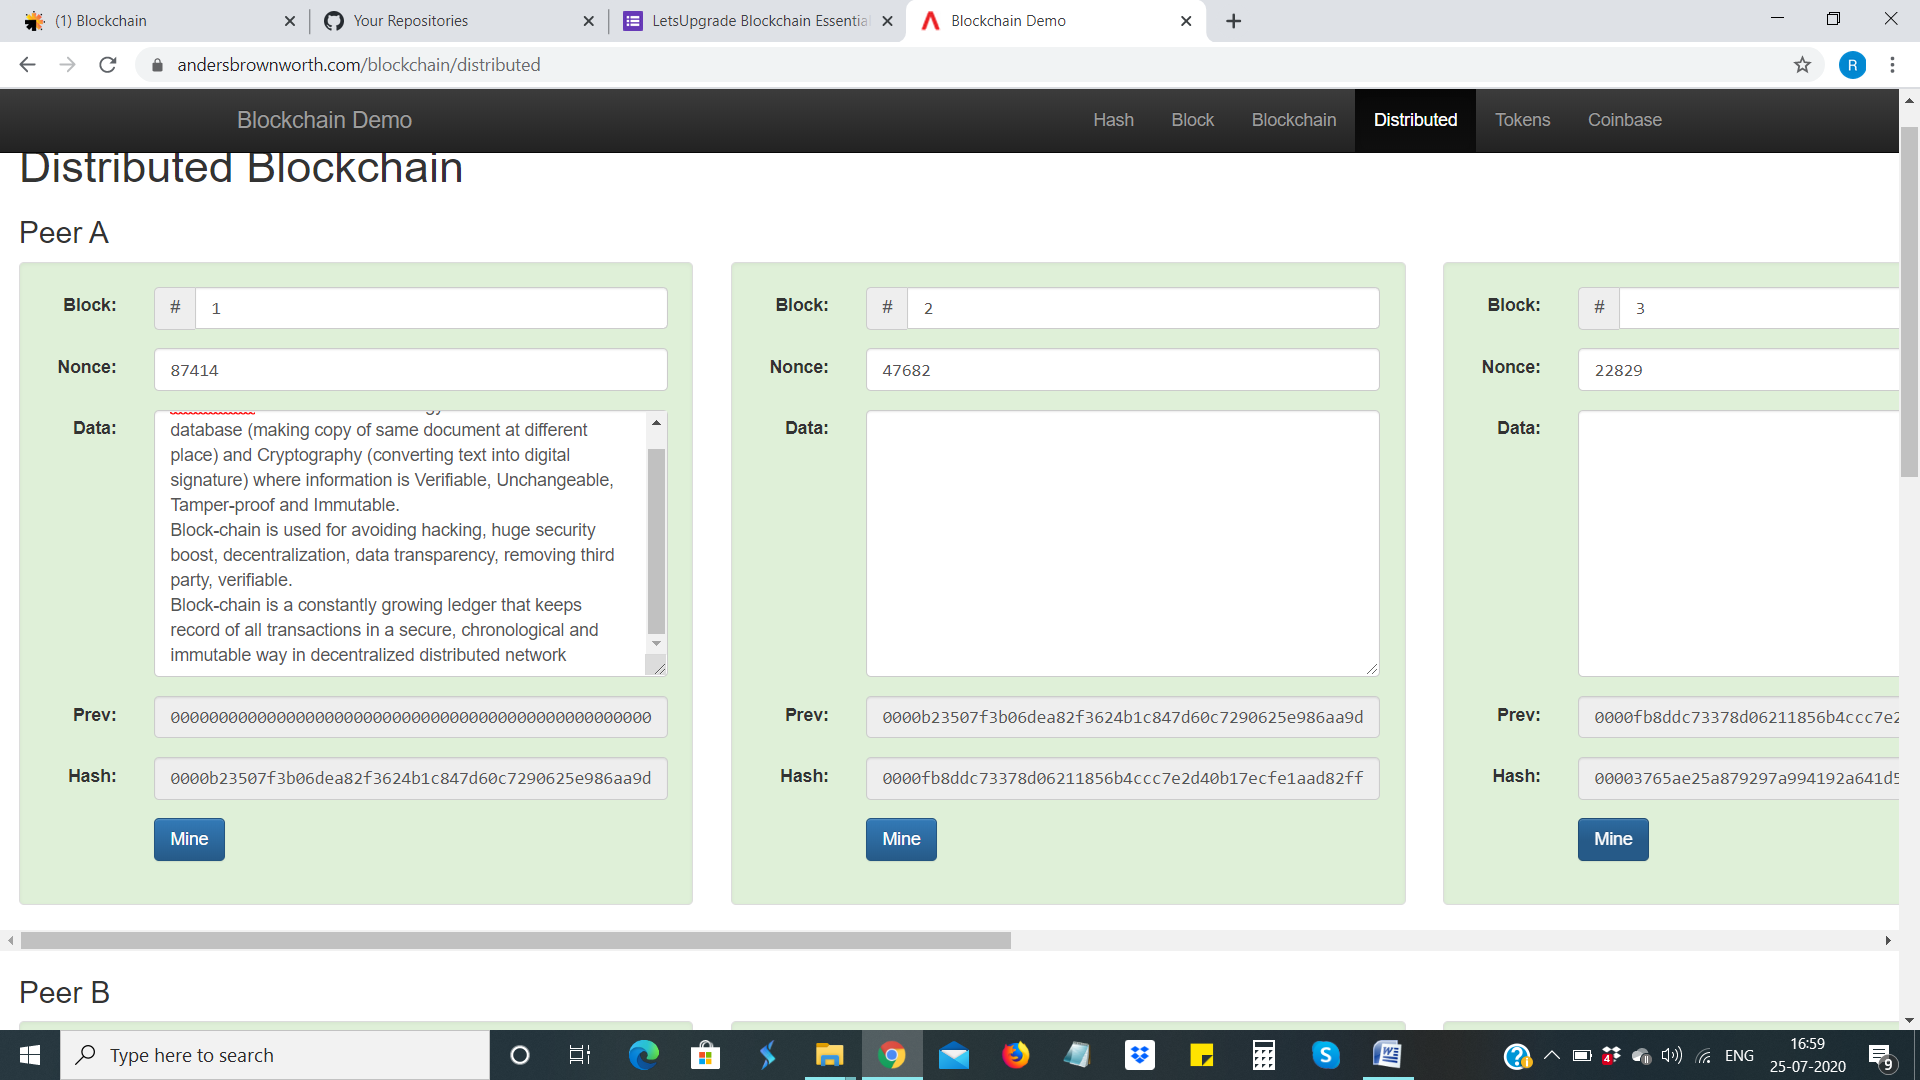 (1) Blockchain
Your Repositories
LetsUpgrade Blockchain Essentia
Blockchain Demo
andersbrownworth.com/blockchain/distributed
R
Blockchain Demo
Hash
Block
Blockchain
Distributed
Tokens
Coinbase
Distributed Blockchain
Peer A
Block:
# 1
Nonce:
87414
Data:
database (making copy of same document at different
place) and Cryptography (converting text into digital
signature) where information is Verifiable, Unchangeable,
Tamper-proof and Immutable.
Block-chain is used for avoiding hacking, huge security
boost, decentralization, data transparency, removing third
party, verifiable.
Block-chain is a constantly growing ledger that keeps
record of all transactions in a secure, chronological and
immutable way in decentralized distributed network
Prev:
00000000000000000000000000000000000000000000000000
Hash:
0000b23507f3b06dea82f3624b1c847d60c7290625e986aa9d
Mine
Block:
# 2
Nonce:
47682
Data:
Prev:
0000b23507f3b06dea82f3624b1c847d60c7290625e986aa9d
Hash:
0000fb8ddc73378d06211856b4ccc7e2d40b17ecfe1aad82ff
Mine
Block:
# 3
Nonce:
22829
Data:
Prev:
0000fb8ddc73378d06211856b4ccc7e2
Hash:
00003765ae25a879297a994192a641d5
Mine
Peer B
Type here to search
4
ENG
16:59
25-07-2020
9